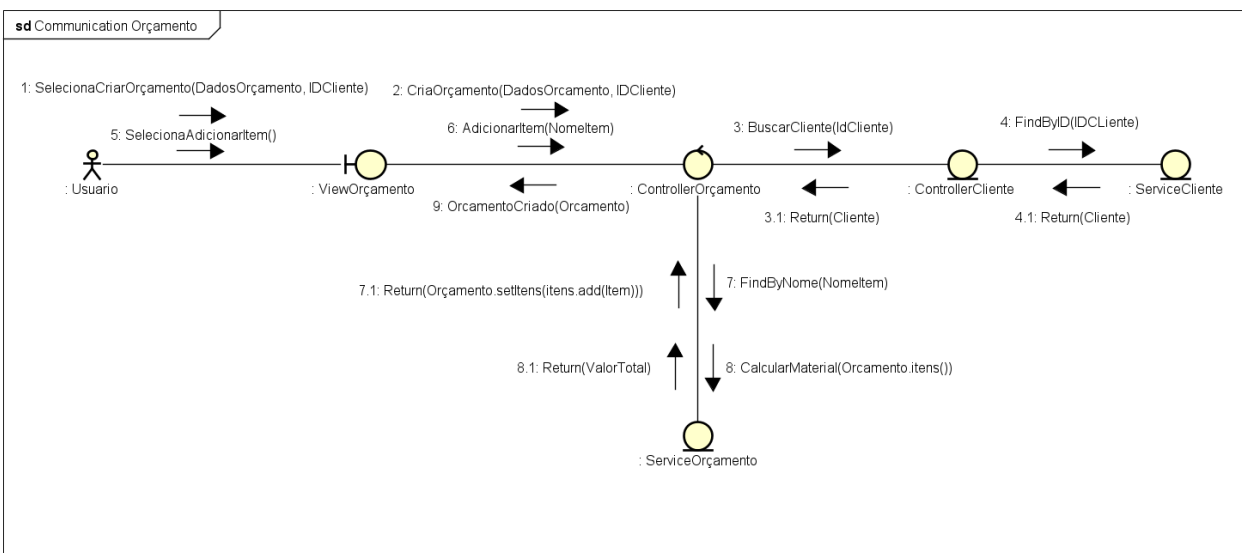 sd Communication Orçamento
1: SelecionaCriarOrçamento(DadosOrçamento, IDCliente)
2: CriaOrçamento(DadosOrcamento, IDCliente)
5: SelecionaAdicionarItem()
6: AdicionarItem(NomeItem)
3: BuscarCliente(IdCliente)
4: FindByID(IDCLiente)
: Usuario
: ViewOrçamento
: ControllerOrçamento
: ControllerCliente
: ServiceCliente
9: OrcamentoCriado(Orcamento)
3.1: Return(Cliente)
4.1: Return(Cliente)
7.1: Return(Orçamento.setItens(itens.add(Item)))
7: FindByNome(NomeItem)
8.1: Return(ValorTotal)
8: CalcularMaterial(Orcamento.itens())
: ServiceOrçamento